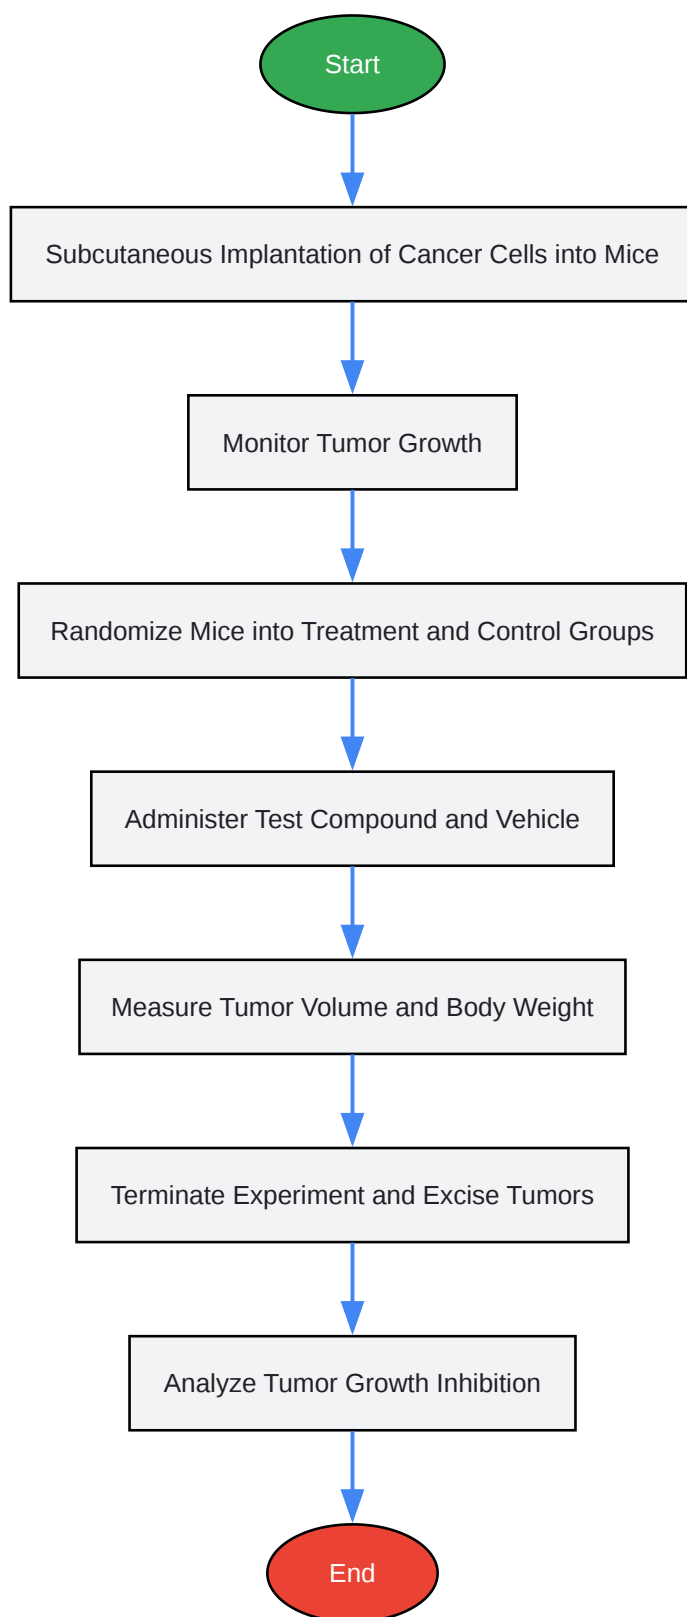 Start
Subcutaneous Implantation of Cancer Cells into Mice
Monitor Tumor Growth
Randomize Mice into Treatment and Control Groups
Administer Test Compound and Vehicle
Measure Tumor Volume and Body Weight
Terminate Experiment and Excise Tumors
Analyze Tumor Growth Inhibition
End